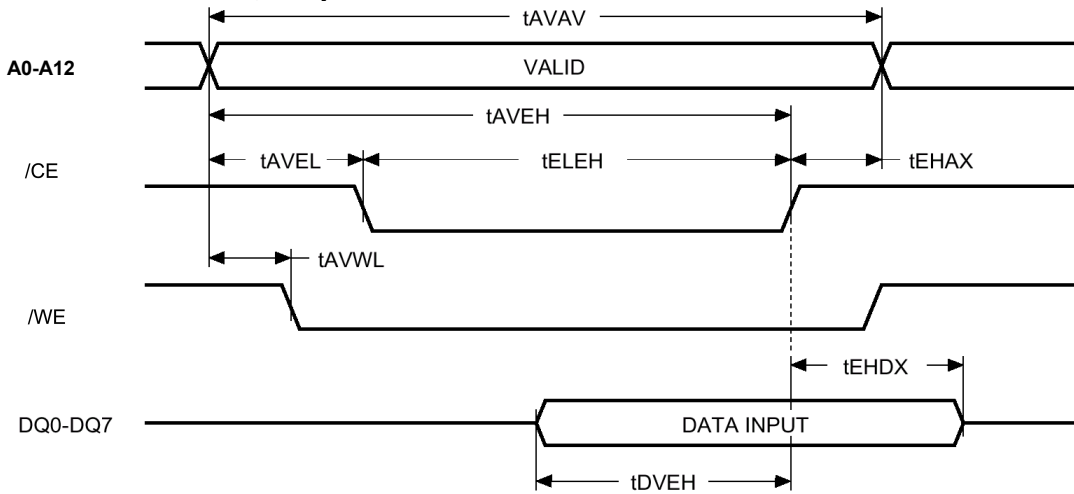 tAVAV
A0-A12
VALID
tAVEH
/CE
tAVEL
tELEH
tEHAX
tAVWL
/WE
tEHDX
DQ0-DQ7
DATA INPUT
tDVEH